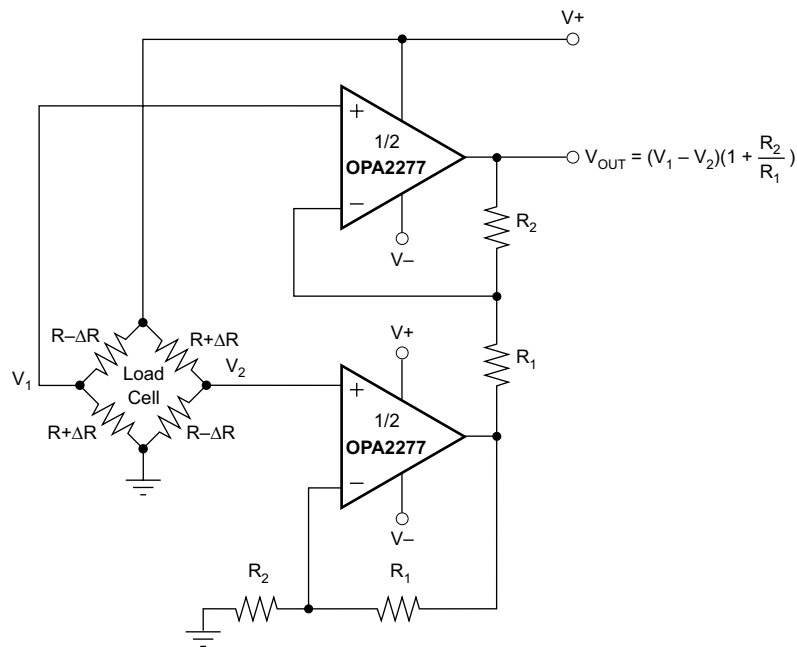 V+
+
1/2
OPA2277
–
V–
V_OUT = (V_1 – V_2)(1 + R_2/R_1 )
R_2
R–ΔR
R+ΔR
V_1
Load
Cell
V_2
R+ΔR
R–ΔR
V+
R_1
+
1/2
OPA2277
–
V–
R_2
R_1